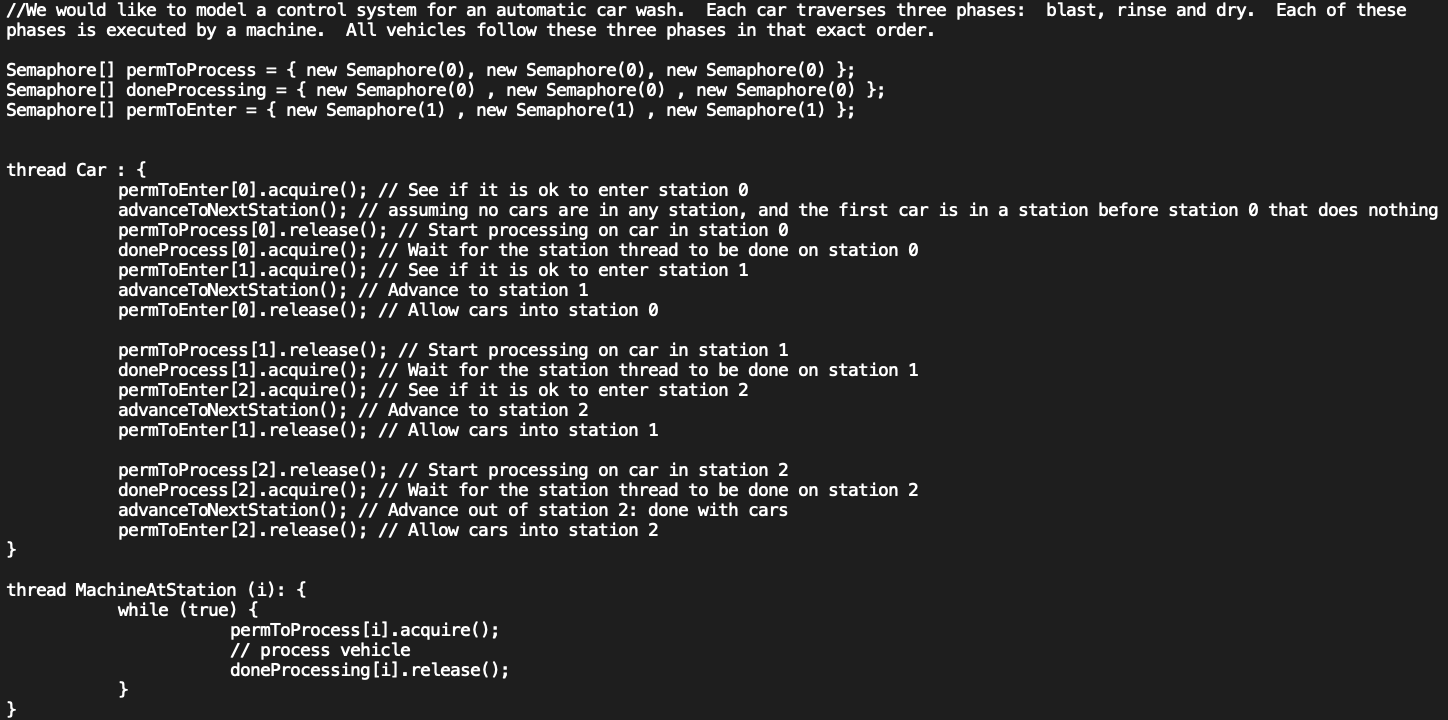 //We would like to model a control system for an automatic car wash.  Each car traverses three phases:  blast, rinse and dry.  Each of these
phases is executed by a machine.  All vehicles follow these three phases in that exact order.

Semaphore[] permToProcess = { new Semaphore(0), new Semaphore(0), new Semaphore(0) };
Semaphore[] doneProcessing = { new Semaphore(0) , new Semaphore(0) , new Semaphore(0) };
Semaphore[] permToEnter = { new Semaphore(1) , new Semaphore(1) , new Semaphore(1) };

thread Car : {
permToEnter[0].acquire(); // See if it is ok to enter station 0
advanceToNextStation(); // assuming no cars are in any station, and the first car is in a station before station 0 that does nothing
permToProcess[0].release(); // Start processing on car in station 0
doneProcess[0].acquire(); // Wait for the station thread to be done on station 0
permToEnter[1].acquire(); // See if it is ok to enter station 1
advanceToNextStation(); // Advance to station 1
permToEnter[0].release(); // Allow cars into station 0

permToProcess[1].release(); // Start processing on car in station 1
doneProcess[1].acquire(); // Wait for the station thread to be done on station 1
permToEnter[2].acquire(); // See if it is ok to enter station 2
advanceToNextStation(); // Advance to station 2
permToEnter[1].release(); // Allow cars into station 1

permToProcess[2].release(); // Start processing on car in station 2
doneProcess[2].acquire(); // Wait for the station thread to be done on station 2
advanceToNextStation(); // Advance out of station 2: done with cars
permToEnter[2].release(); // Allow cars into station 2
}

thread MachineAtStation (i): {
while (true) {
permToProcess[i].acquire();
// process vehicle
doneProcessing[i].release();
}
}